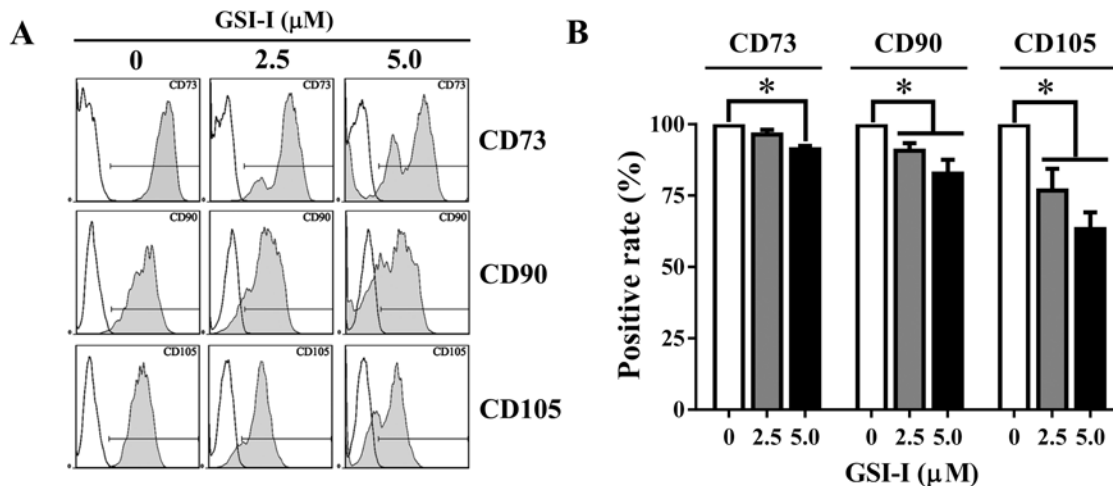 A
GSI-I (μM)
0 2.5 5.0
CD73 CD73 CD73
CD73
CD90 CD90 CD90
CD90
CD105 CD105 CD105
CD105
B
CD73 CD90 CD105
* * *
Positive rate (%)
100
75
50
25
0
0 2.5 5.0 0 2.5 5.0 0 2.5 5.0
GSI-I (μM)